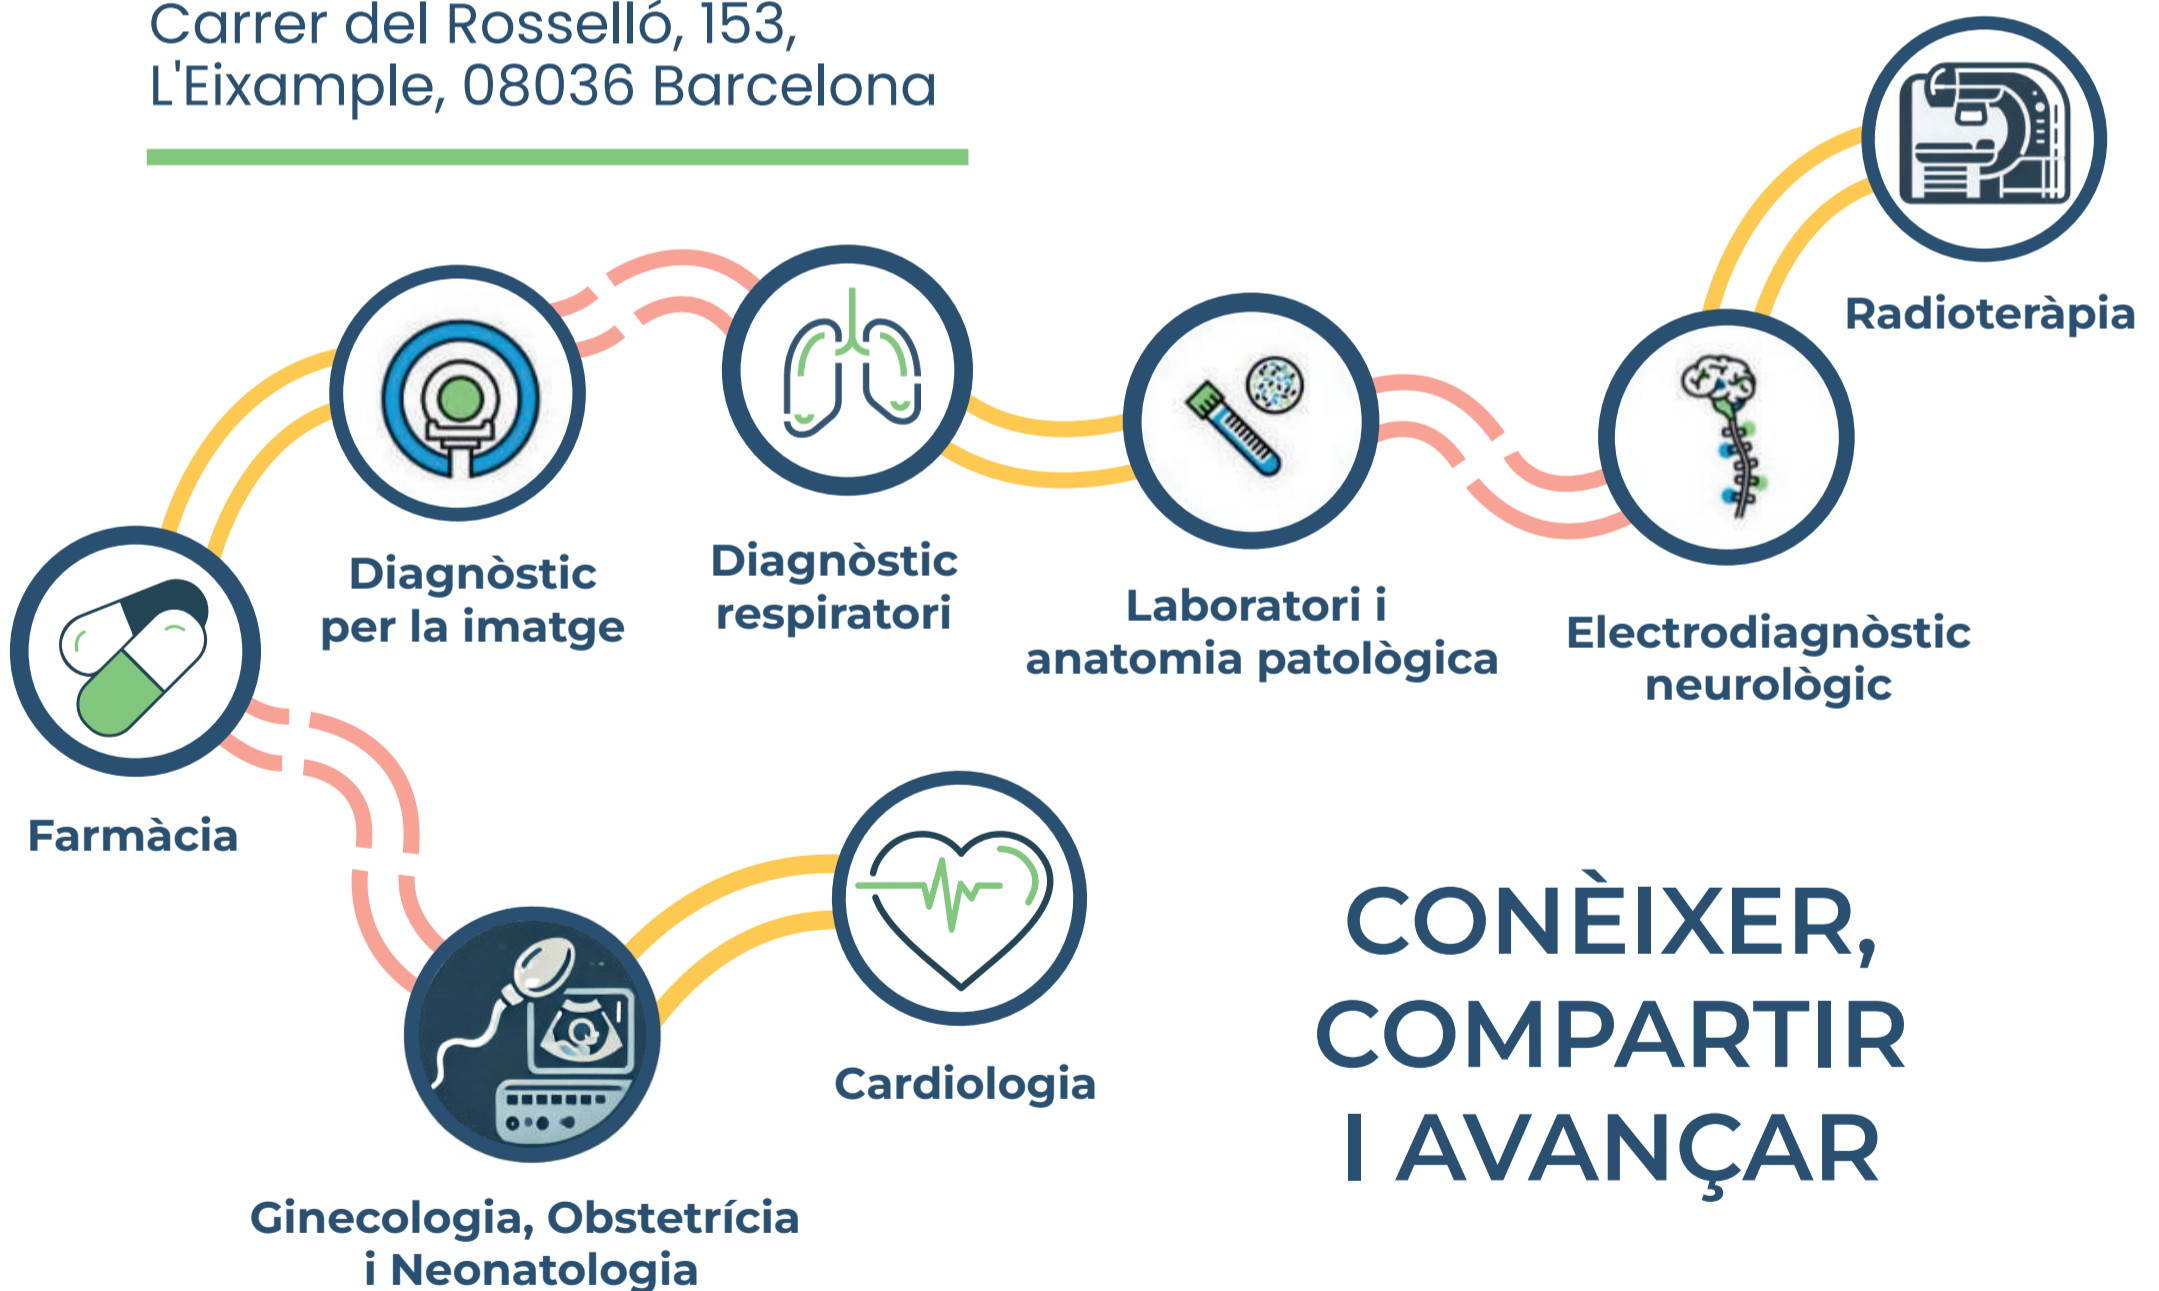 Carrer del Rosselló, 153,
L'Eixample, 08036 Barcelona
Radioteràpia
Diagnòstic
per la imatge
Diagnòstic
respiratori
Laboratori i
anatomia patològica
Electrodiagnòstic
neurològic
Farmàcia
Cardiologia
Ginecologia, Obstetrícia
i Neonatologia
CONÈIXER,
COMPARTIR
I AVANÇAR